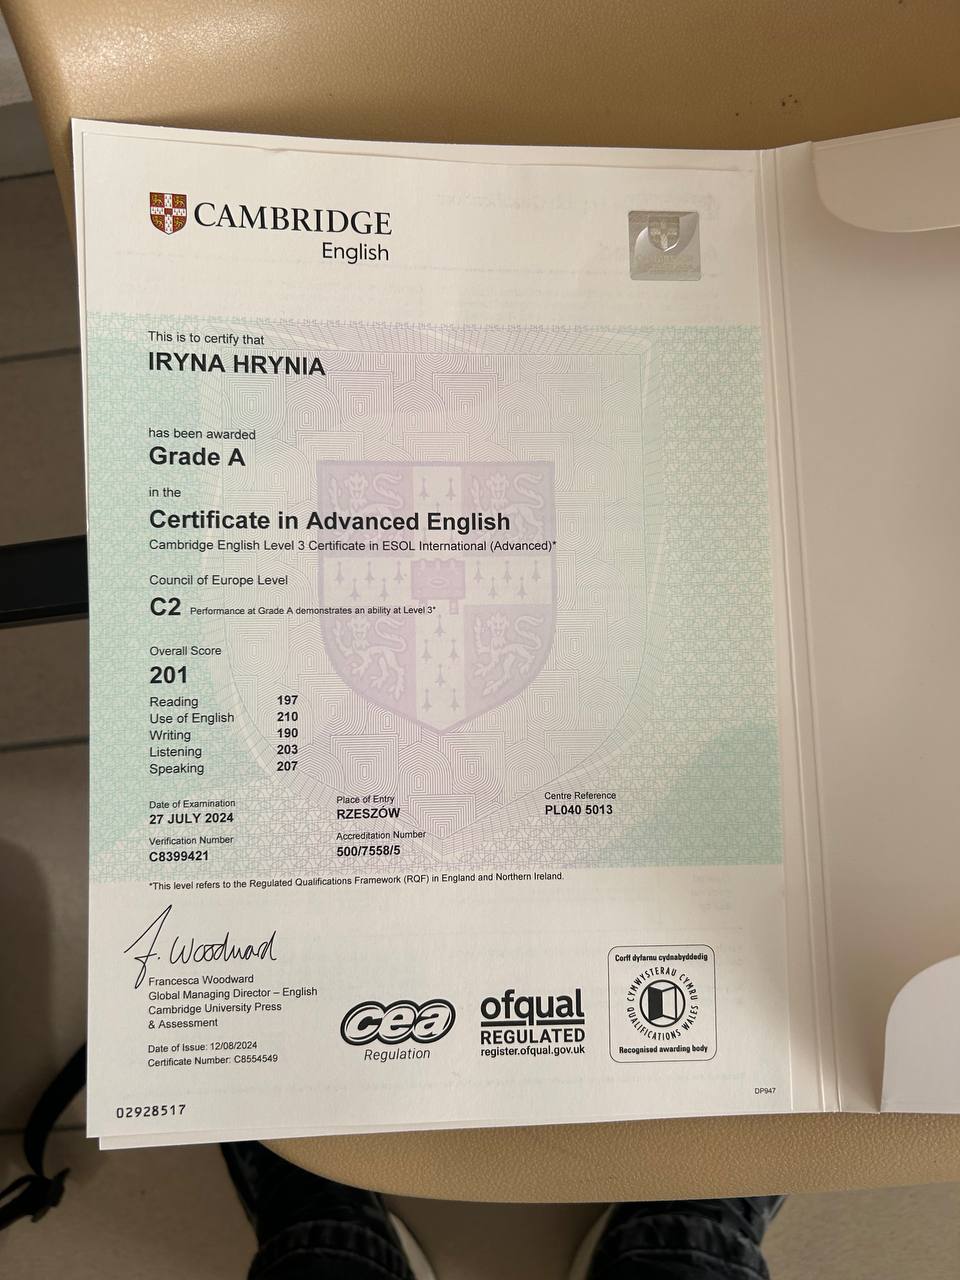 CAMBRIDGE
English
This is to certify that
IRYNA HRYNIA
has been awarded
Grade A
in the
Certificate in Advanced English
Cambridge English Level 3 Certificate in ESOL International (Advanced)*
Council of Europe Level
C2 Performance at Grade A demonstrates an ability at Level 3*
Overall Score
201
Reading 197
Use of English 210
Writing 190
Listening 203
Speaking 207
Date of Examination
27 JULY 2024
Place of Entry
RZESZÓW
Centre Reference
PL040 5013
Verification Number
C8399421
Accreditation Number
500/7558/5
*This level refers to the Regulated Qualifications Framework (RQF) in England and Northern Ireland.
F. Woodward
Francesca Woodward
Global Managing Director – English
Cambridge University Press
& Assessment
Date of Issue: 12/08/2024
Certificate Number: C8554549
cea
Regulation
ofqual
REGULATED
register.ofqual.gov.uk
Corff dyfarnu cydnabyddedig
CYMWYSTERAU CYMRU
QUALIFICATIONS WALES
Recognised awarding body
DP947
02928517